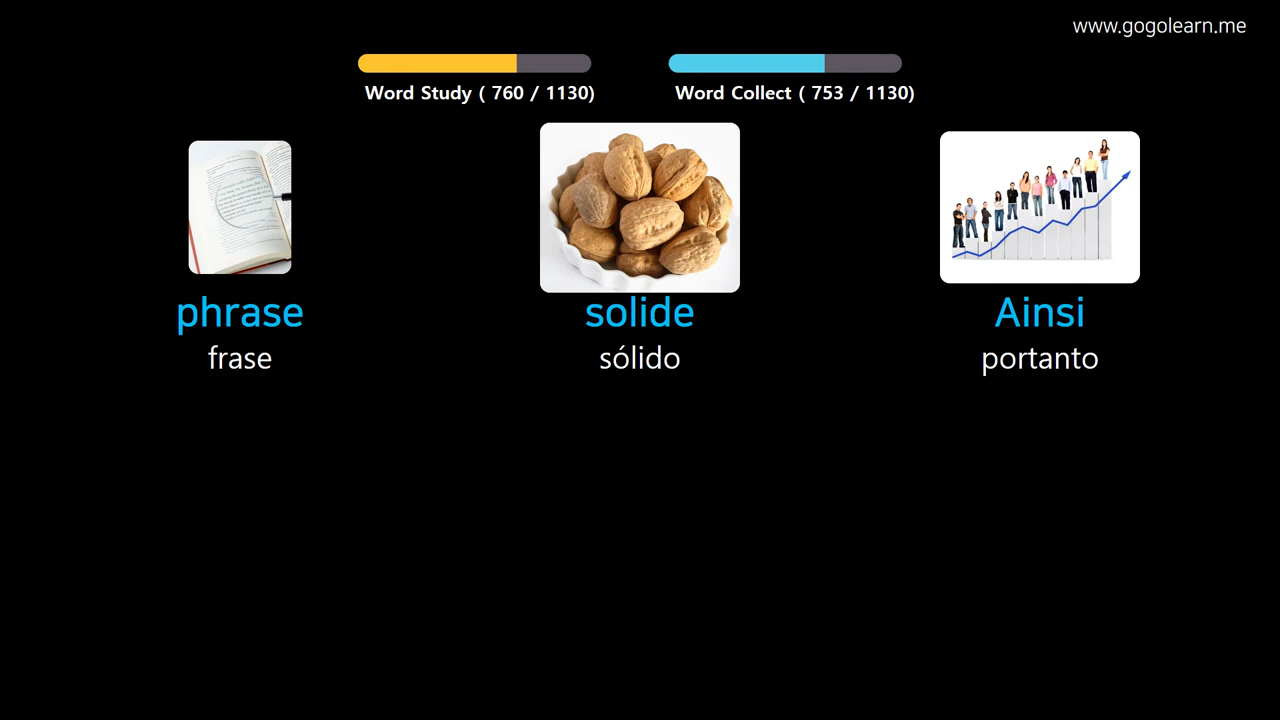 www.gogolearn.me
Word Study ( 760 / 1130)
Word Collect ( 753 / 1130)
phrase
frase
solide
sólido
Ainsi
portanto